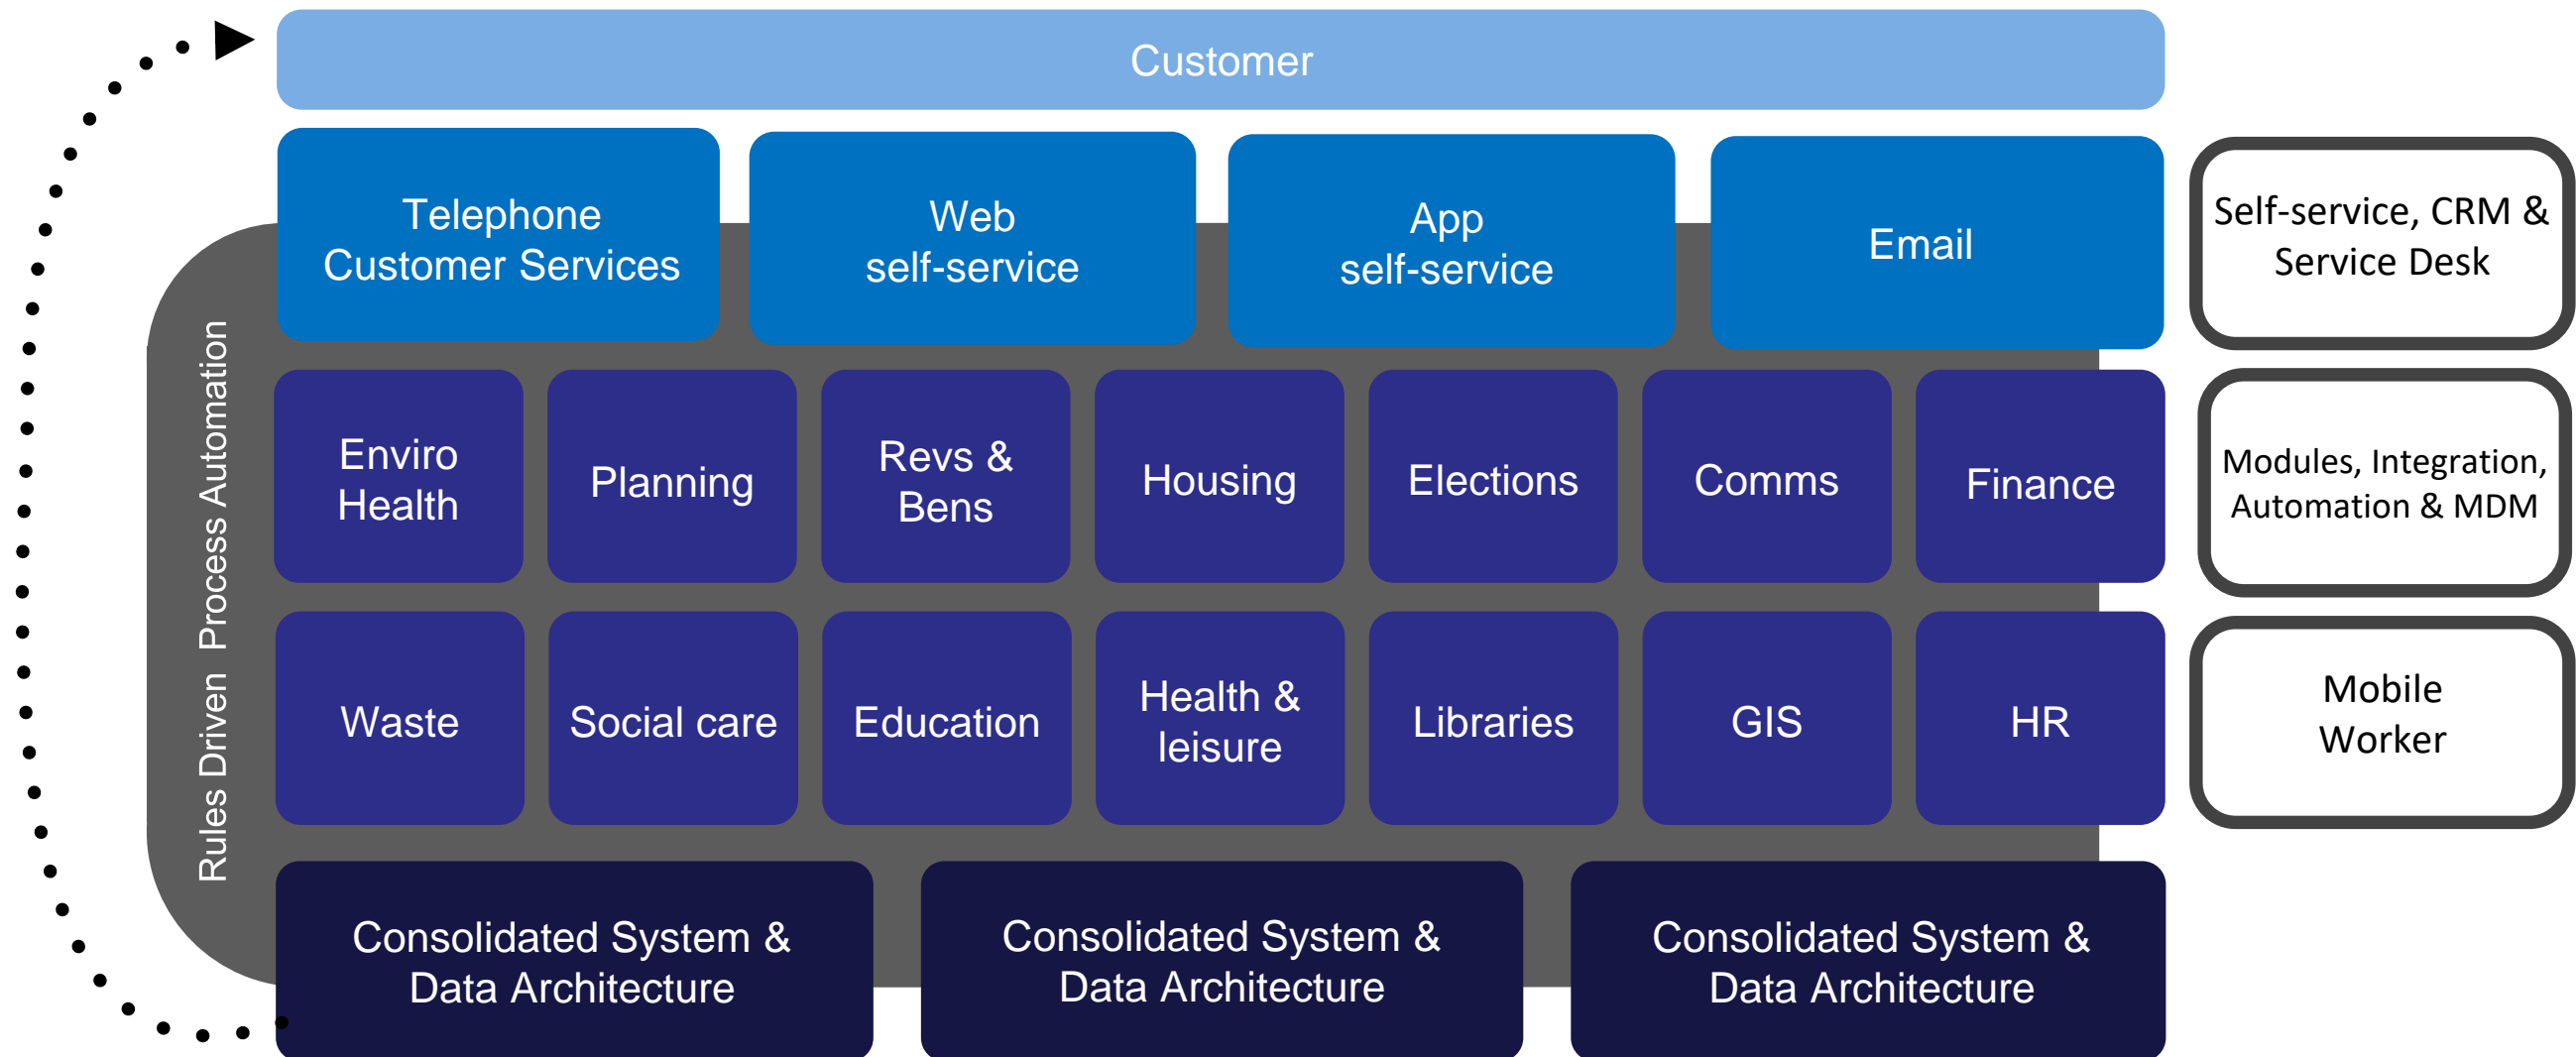 Customer
Telephone
Customer Services
Web
self-service
App
self-service
Email
Self-service, CRM &
Service Desk
Rules Driven  Process Automation
Enviro
Health
Planning
Revs &
Bens
Housing
Elections
Comms
Finance
Modules, Integration,
Automation & MDM
Waste
Social care
Education
Health &
leisure
Libraries
GIS
HR
Mobile
Worker
Consolidated System &
Data Architecture
Consolidated System &
Data Architecture
Consolidated System &
Data Architecture